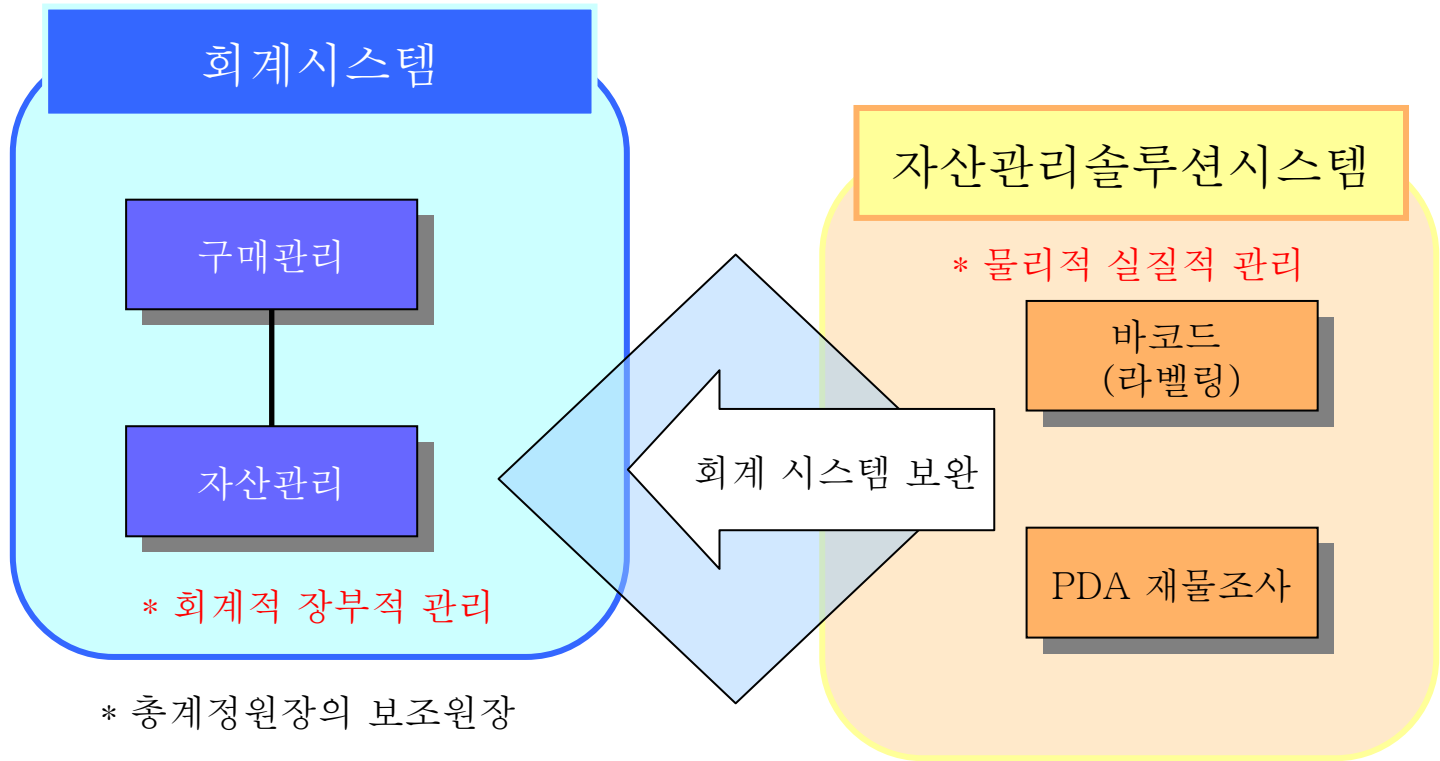 회계시스템
구매관리
자산관리
* 회계적 장부적 관리
* 총계정원장의 보조원장
회계 시스템 보완
자산관리솔루션시스템
* 물리적 실질적 관리
바코드
(라벨링)
PDA 재물조사